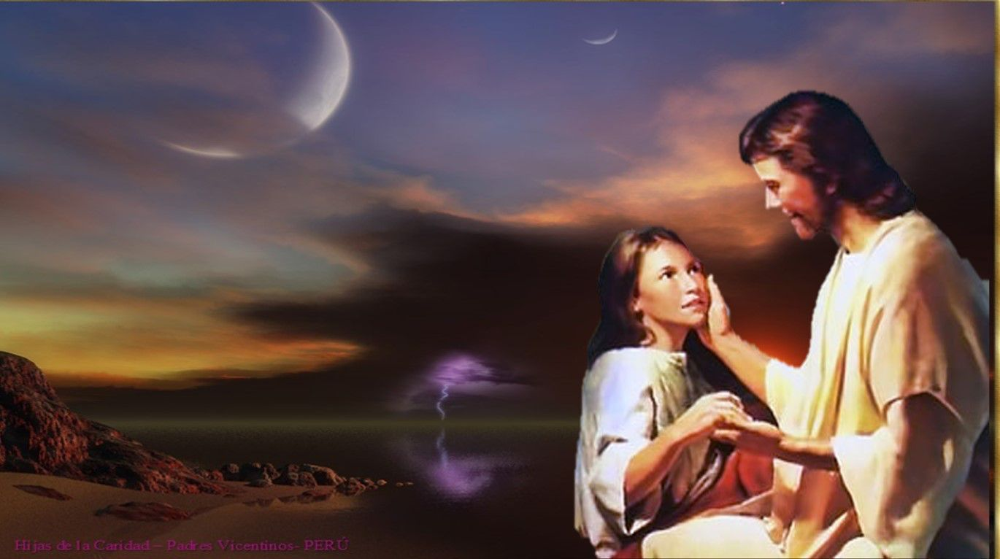 Hijas de la Caridad – Padres Vicentinos- PERÚ